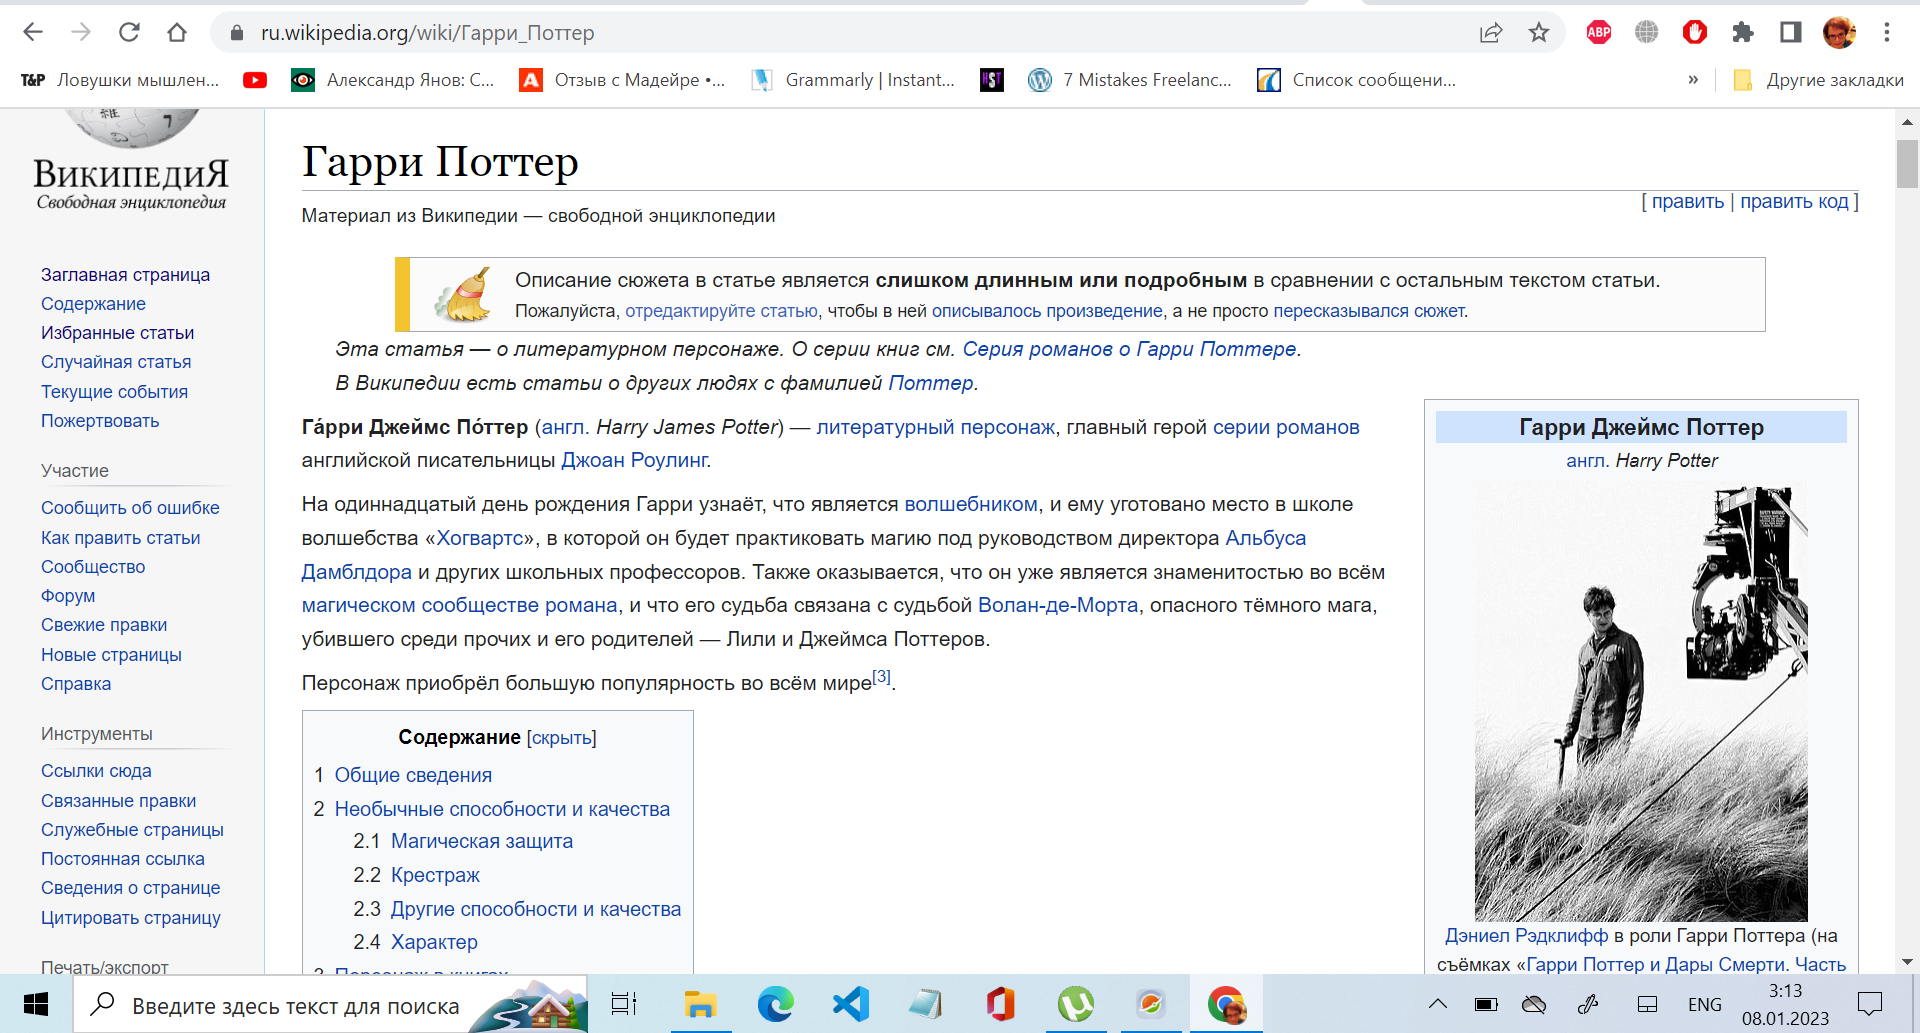 ru.wikipedia.org/wiki/Гарри_Поттер
ABP
T&P Ловушки мышлен...
Александр Янов: С...
Отзыв с Мадейре •...
Grammarly | Instant...
HST
7 Mistakes Freelanc...
Список сообщени...
»
Другие закладки
ВикипедиЯ
Свободная энциклопедия
Заглавная страница
Содержание
Избранные статьи
Случайная статья
Текущие события
Пожертвовать
Участие
Сообщить об ошибке
Как править статьи
Сообщество
Форум
Свежие правки
Новые страницы
Справка
Инструменты
Ссылки сюда
Связанные правки
Служебные страницы
Постоянная ссылка
Сведения о странице
Цитировать страницу
Печать/экспорт
Гарри Поттер
[ править | править код ]
Материал из Википедии — свободной энциклопедии
Описание сюжета в статье является слишком длинным или подробным в сравнении с остальным текстом статьи.
Пожалуйста, отредактируйте статью, чтобы в ней описывалось произведение, а не просто пересказывался сюжет.
Эта статья — о литературном персонаже. О серии книг см. Серия романов о Гарри Поттере.
В Википедии есть статьи о других людях с фамилией Поттер.
Га́рри Джеймс По́ттер (англ. Harry James Potter) — литературный персонаж, главный герой серии романов
английской писательницы Джоан Роулинг.
На одиннадцатый день рождения Гарри узнаёт, что является волшебником, и ему уготовано место в школе
волшебства «Хогвартс», в которой он будет практиковать магию под руководством директора Альбуса
Дамблдора и других школьных профессоров. Также оказывается, что он уже является знаменитостью во всём
магическом сообществе романа, и что его судьба связана с судьбой Волан-де-Морта, опасного тёмного мага,
убившего среди прочих и его родителей — Лили и Джеймса Поттеров.
Персонаж приобрёл большую популярность во всём мире[3].
Содержание [скрыть]
1 Общие сведения
2 Необычные способности и качества
2.1 Магическая защита
2.2 Крестраж
2.3 Другие способности и качества
2.4 Характер
3 Персонаж в книгах
Гарри Джеймс Поттер
англ. Harry Potter
Дэниел Рэдклифф в роли Гарри Поттера (на
съёмках «Гарри Поттер и Дары Смерти. Часть
Введите здесь текст для поиска
ENG
3:13
08.01.2023